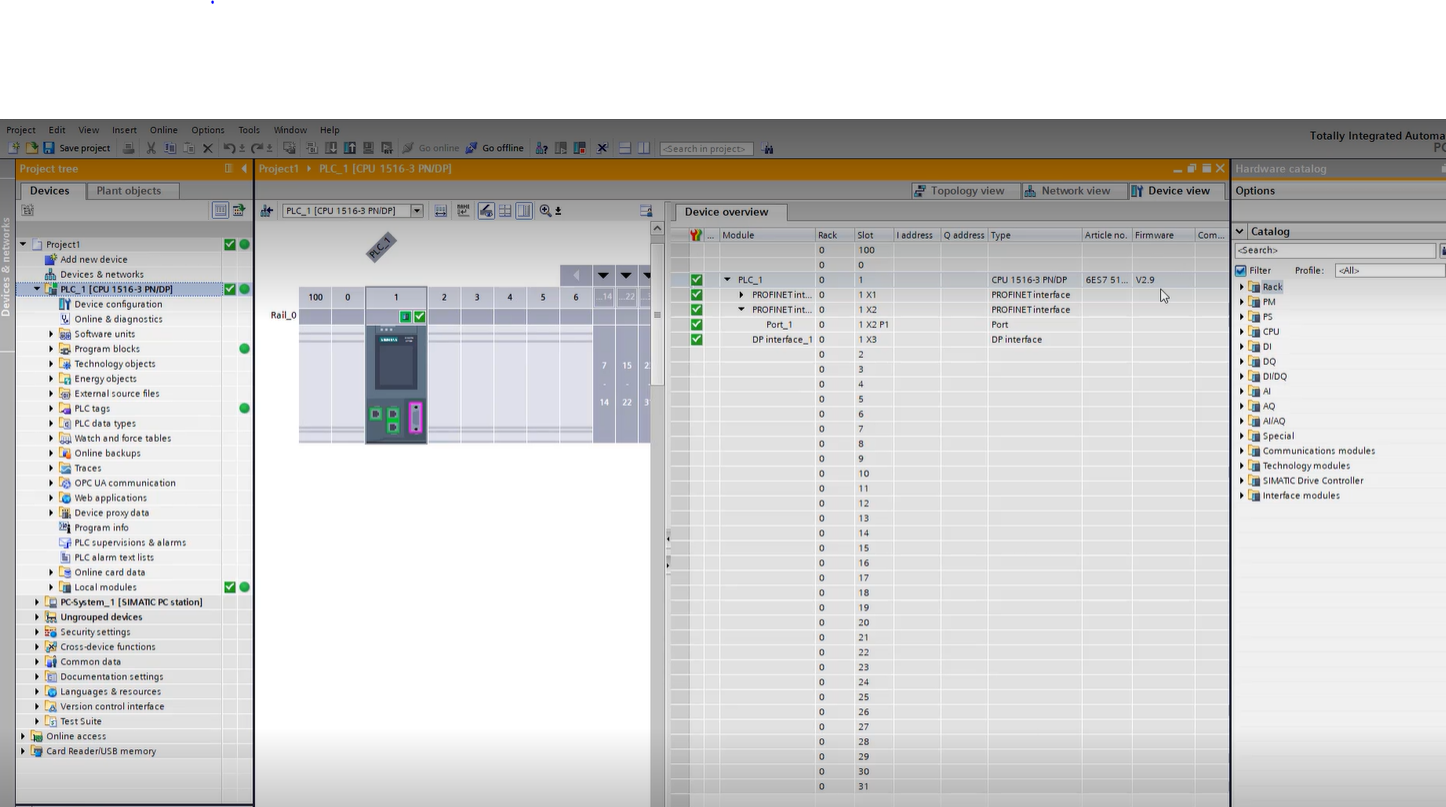 Project Edit View Insert Online Options Tools Window Help
Totally Integrated Automa
Save project
Go online
Go offline
<Search in project>
Project tree
Project1 PLC_1 [CPU 1516-3 PN/DP]
Hardware catalog
Devices Plant objects
Topology view Network view Device view
Options
Devices & networks
PLC_1 [CPU 1516-3 PN/DP]
Device overview
Project1
Add new device
Devices & networks
PLC_1 [CPU 1516-3 PN/DP]
Device configuration
Online & diagnostics
Software units
Program blocks
Technology objects
Energy objects
External source files
PLC tags
PLC data types
Watch and force tables
Online backups
Traces
OPC UA communication
Web applications
Device proxy data
Program info
PLC supervisions & alarms
PLC alarm text lists
Online card data
Local modules
PC-System_1 [SIMATIC PC station]
Ungrouped devices
Security settings
Cross-device functions
Common data
Documentation settings
Languages & resources
Version control interface
Test Suite
Online access
Card Reader/USB memory
PLC_1
100 0 1 2 3 4 5 6 ...14 ...22
Rail_0
SIEMENS
7 15
- -
14 22
... Module Rack Slot I address Q address Type Article no. Firmware Com...
0 100
0 0
PLC_1 0 1 CPU 1516-3 PN/DP 6ES7 51... V2.9
PROFINET int... 0 1 X1 PROFINET interface
PROFINET int... 0 1 X2 PROFINET interface
Port_1 0 1 X2 P1 Port
DP interface_1 0 1 X3 DP interface
0 2
0 3
0 4
0 5
0 6
0 7
0 8
0 9
0 10
0 11
0 12
0 13
0 14
0 15
0 16
0 17
0 18
0 19
0 20
0 21
0 22
0 23
0 24
0 25
0 26
0 27
0 28
0 29
0 30
0 31
Catalog
<Search>
Filter Profile: <All>
Rack
PM
PS
CPU
DI
DQ
DI/DQ
AI
AQ
AI/AQ
Special
Communications modules
Technology modules
SIMATIC Drive Controller
Interface modules